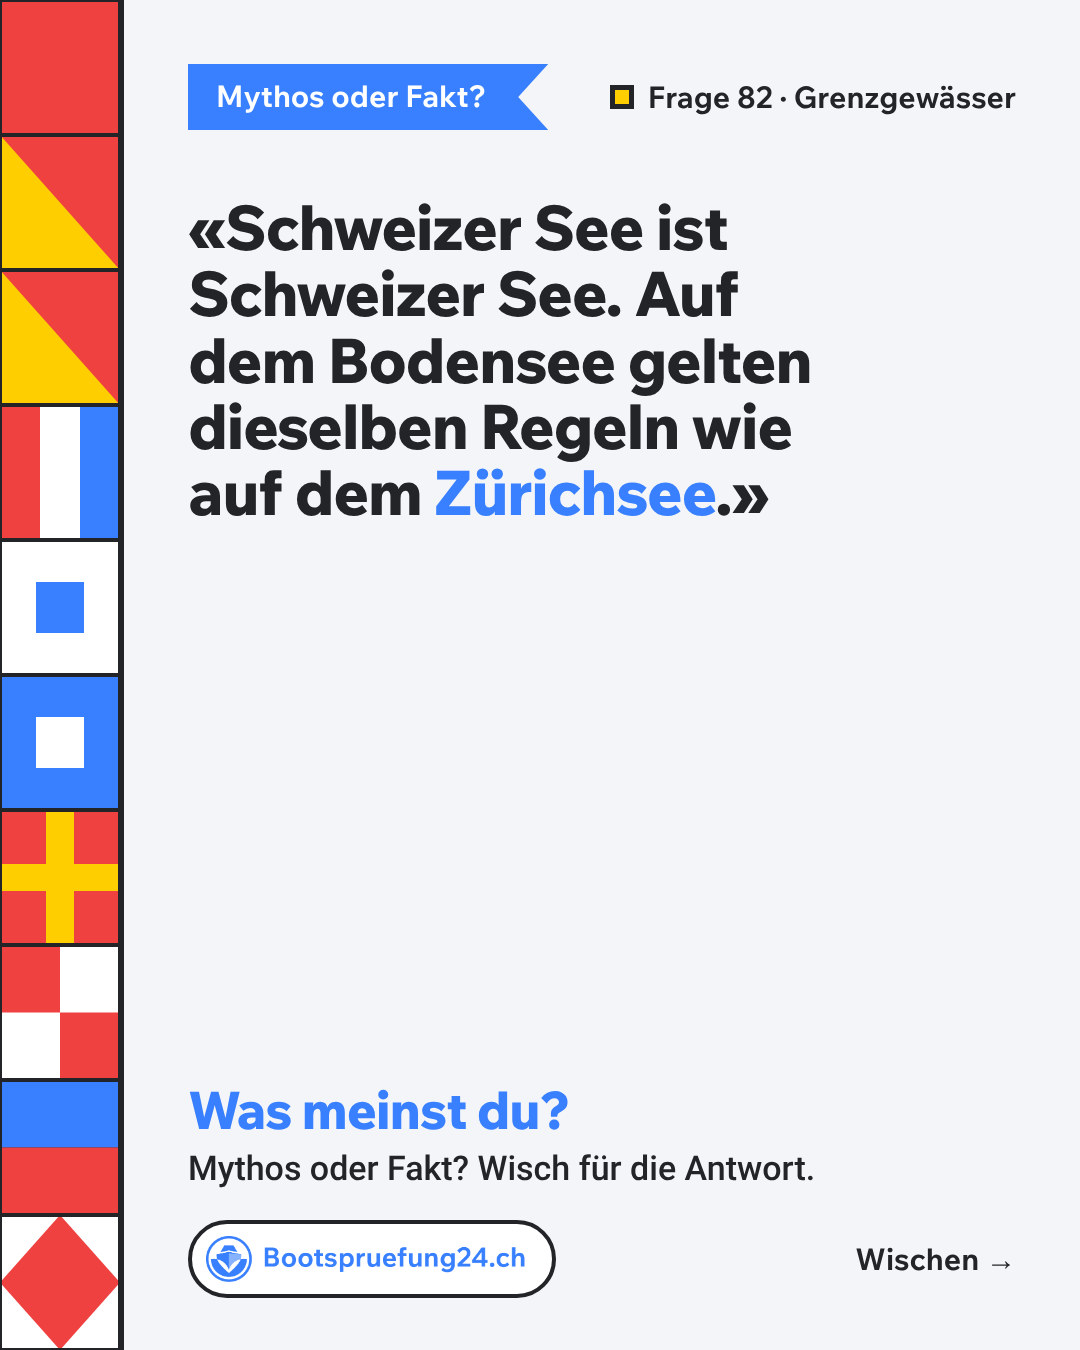 Mythos oder Fakt?
Frage 82 · Grenzgewässer
«Schweizer See ist
Schweizer See. Auf
dem Bodensee gelten
dieselben Regeln wie
auf dem Zürichsee.»
Was meinst du?
Mythos oder Fakt? Wisch für die Antwort.
Bootspruefung24.ch
Wischen →